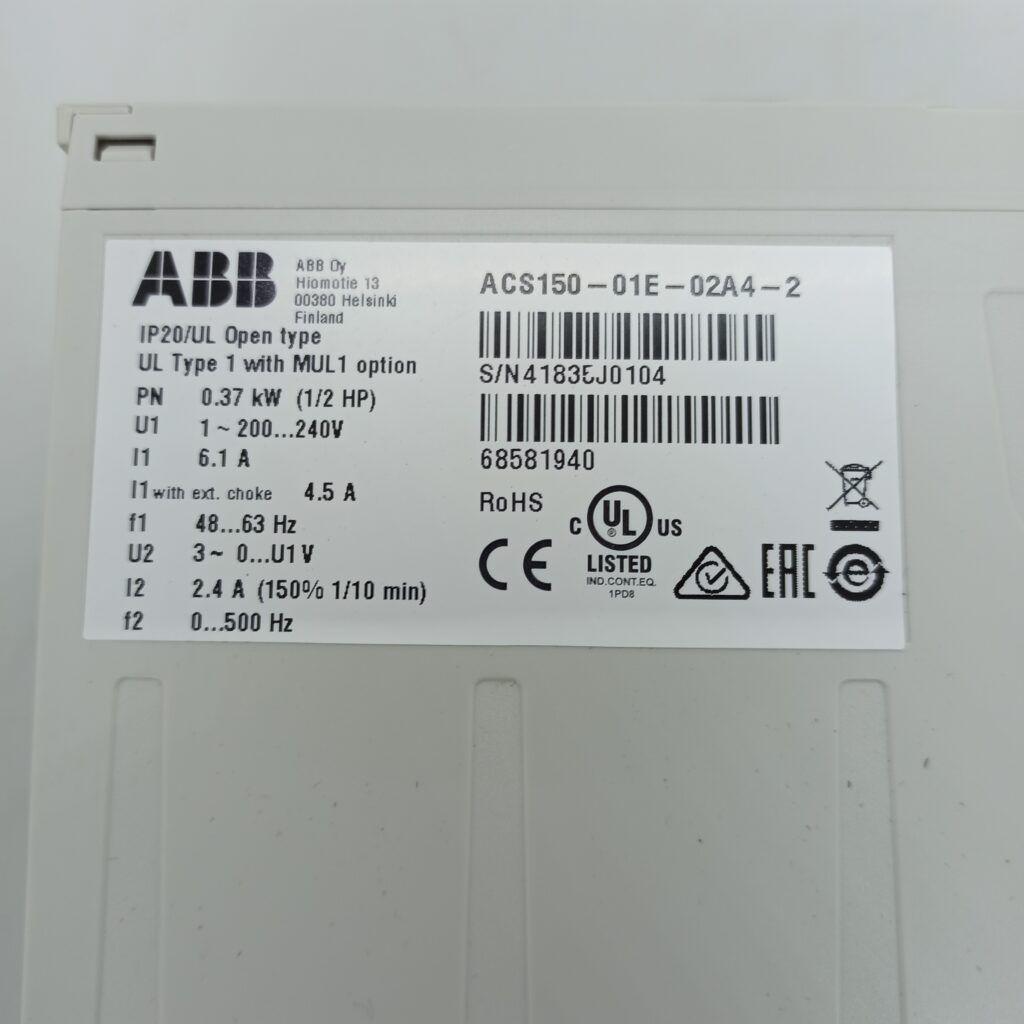 ABB
ABB Oy
Hiomotie 13
00380 Helsinki
Finland
IP20/UL Open type
UL Type 1 with MUL1 option
PN 0.37 kW (1/2 HP)
U1 1 ~ 200...240V
I1 6.1 A
I1 with ext. choke 4.5 A
f1 48...63 Hz
U2 3~ 0...U1 V
I2 2.4 A (150% 1/10 min)
f2 0...500 Hz
ACS150-01E-02A4-2
S/N 41835J0104
68581940
RoHS
C UL US
®
LISTED
IND.CONT.EQ.
1PD8
CE
EAC
e